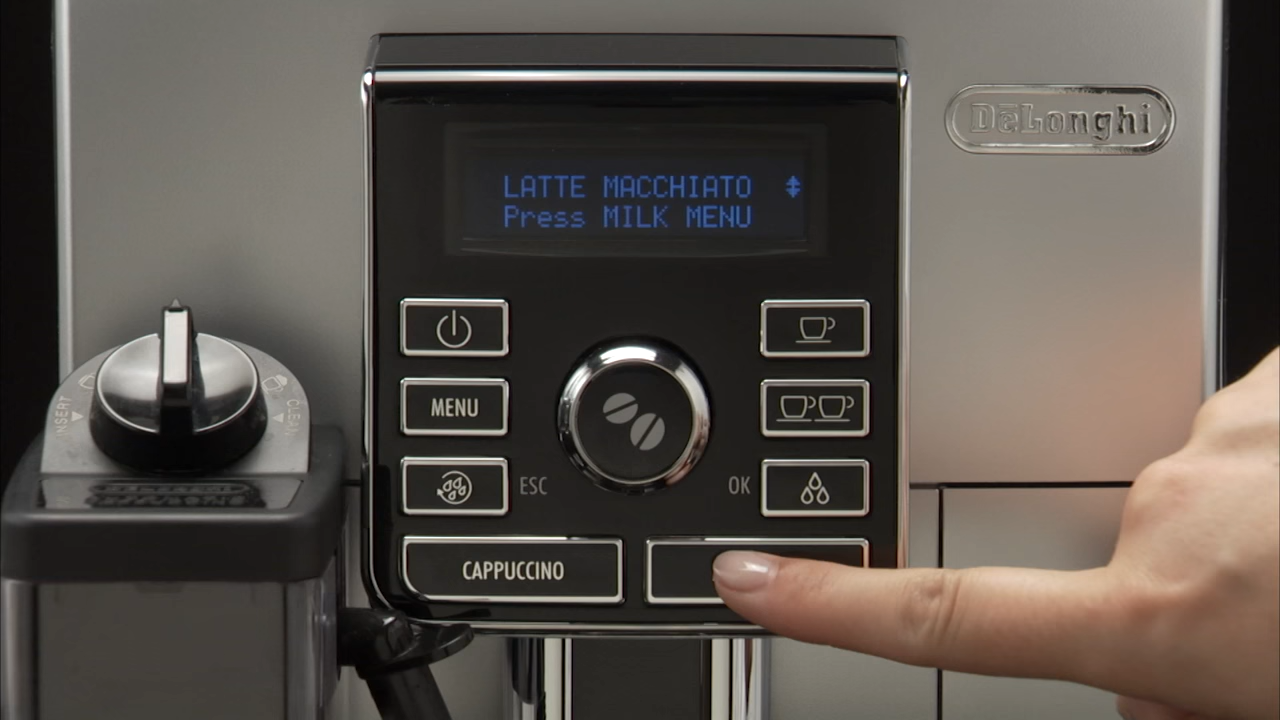 DeLonghi
LATTE MACCHIATO
Press MILK MENU
MENU
ESC
OK
CAPPUCCINO
INSERT
CLEAN